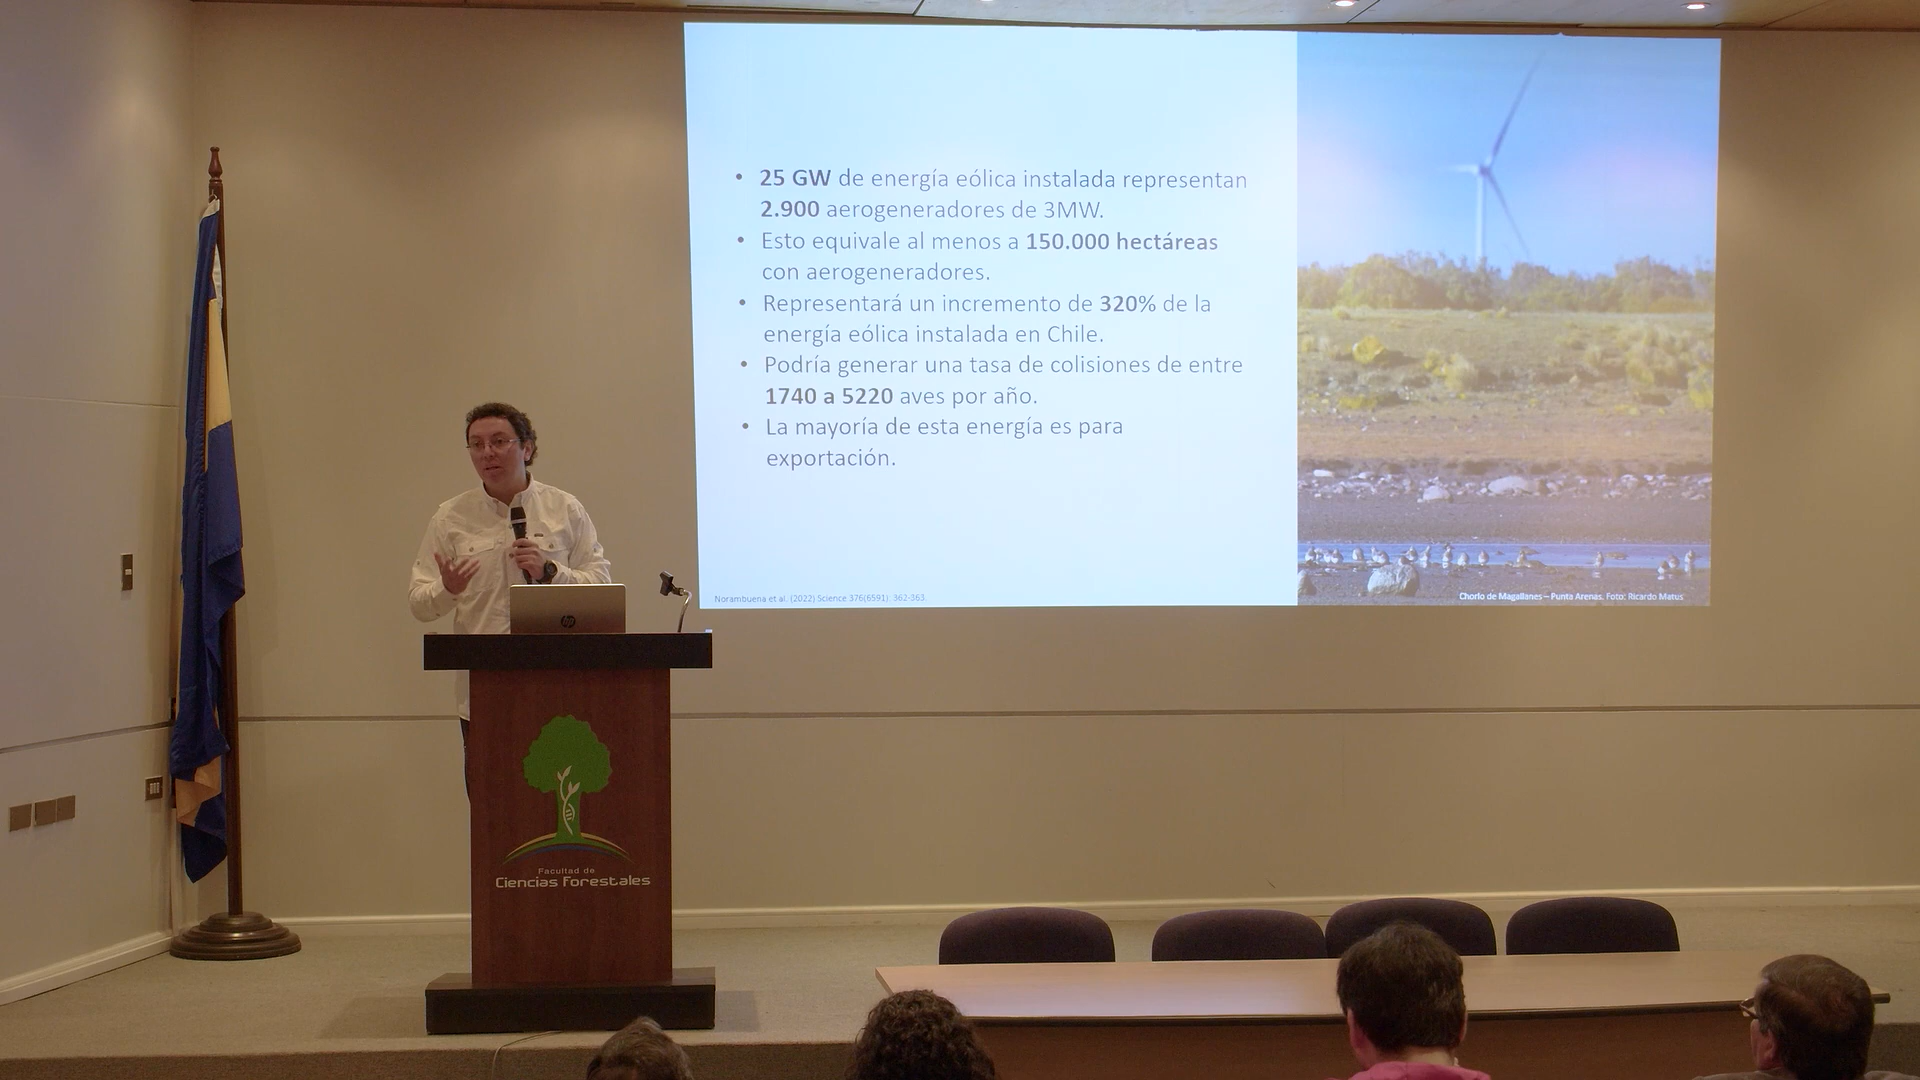 • 25 GW de energía eólica instalada representan
2.900 aerogeneradores de 3MW.
• Esto equivale al menos a 150.000 hectáreas
con aerogeneradores.
• Representará un incremento de 320% de la
energía eólica instalada en Chile.
• Podría generar una tasa de colisiones de entre
1740 a 5220 aves por año.
• La mayoría de esta energía es para
exportación.
Norambuena et al. (2022) Science 376(6591): 362-363.
Chorlo de Magallanes – Punta Arenas. Foto: Ricardo Matus
hp
Facultad de
Ciencias Forestales